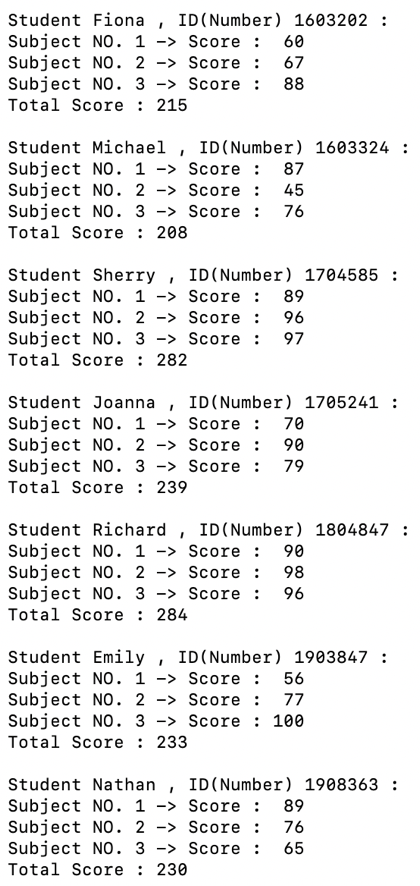 Student Fiona , ID(Number) 1603202 :
Subject NO. 1 -> Score :  60
Subject NO. 2 -> Score :  67
Subject NO. 3 -> Score :  88
Total Score : 215
Student Michael , ID(Number) 1603324 :
Subject NO. 1 -> Score :  87
Subject NO. 2 -> Score :  45
Subject NO. 3 -> Score :  76
Total Score : 208
Student Sherry , ID(Number) 1704585 :
Subject NO. 1 -> Score :  89
Subject NO. 2 -> Score :  96
Subject NO. 3 -> Score :  97
Total Score : 282
Student Joanna , ID(Number) 1705241 :
Subject NO. 1 -> Score :  70
Subject NO. 2 -> Score :  90
Subject NO. 3 -> Score :  79
Total Score : 239
Student Richard , ID(Number) 1804847 :
Subject NO. 1 -> Score :  90
Subject NO. 2 -> Score :  98
Subject NO. 3 -> Score :  96
Total Score : 284
Student Emily , ID(Number) 1903847 :
Subject NO. 1 -> Score :  56
Subject NO. 2 -> Score :  77
Subject NO. 3 -> Score : 100
Total Score : 233
Student Nathan , ID(Number) 1908363 :
Subject NO. 1 -> Score :  89
Subject NO. 2 -> Score :  76
Subject NO. 3 -> Score :  65
Total Score : 230